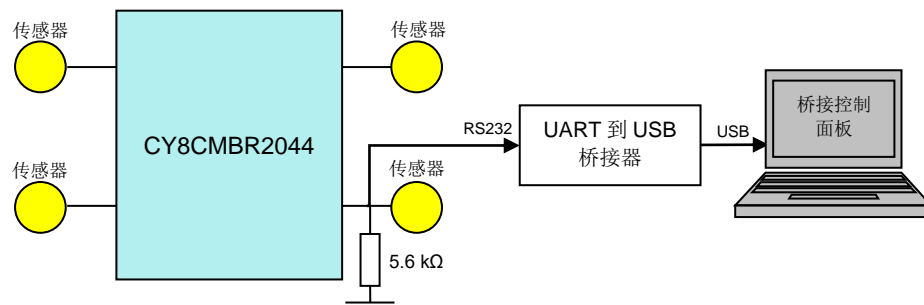 传感器
传感器
CY8CMBR2044
传感器
传感器
RS232
UART 到 USB
桥接器
USB
桥接控制
面板
5.6 kΩ